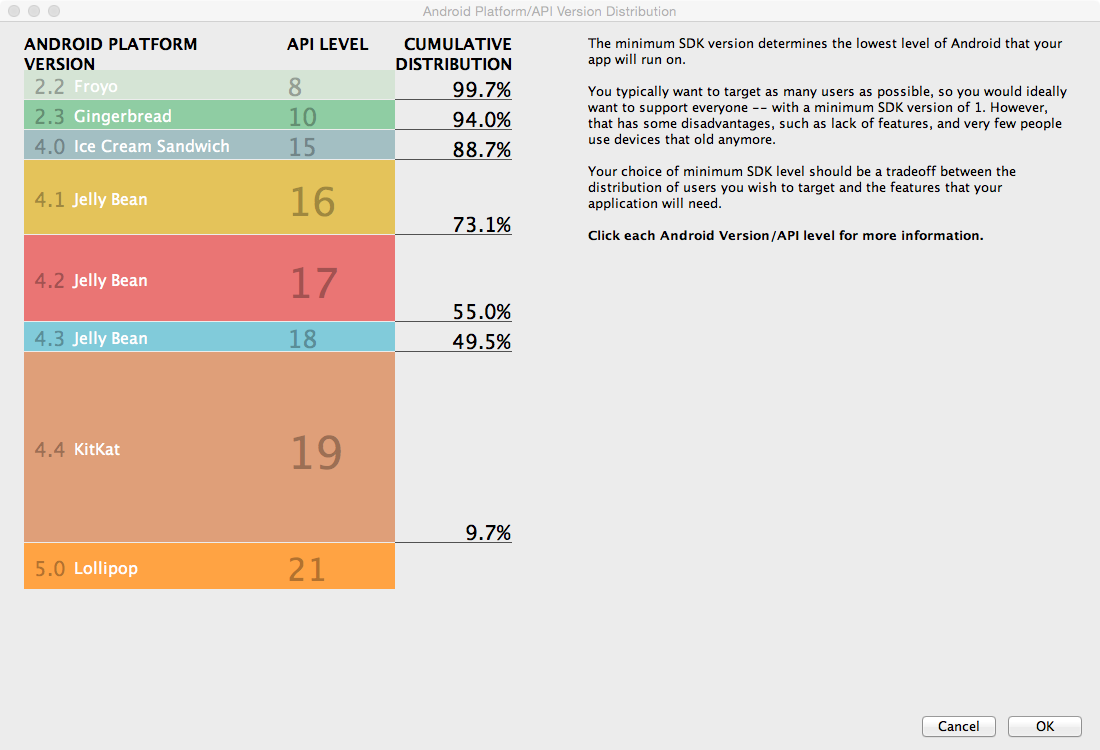 Android Platform/API Version Distribution
ANDROID PLATFORM VERSION API LEVEL CUMULATIVE DISTRIBUTION
2.2 Froyo 8 99.7%
2.3 Gingerbread 10 94.0%
4.0 Ice Cream Sandwich 15 88.7%
4.1 Jelly Bean 16 73.1%
4.2 Jelly Bean 17 55.0%
4.3 Jelly Bean 18 49.5%
4.4 KitKat 19 9.7%
5.0 Lollipop 21
The minimum SDK version determines the lowest level of Android that your
app will run on.
You typically want to target as many users as possible, so you would ideally
want to support everyone -- with a minimum SDK version of 1. However,
that has some disadvantages, such as lack of features, and very few people
use devices that old anymore.
Your choice of minimum SDK level should be a tradeoff between the
distribution of users you wish to target and the features that your
application will need.
Click each Android Version/API level for more information.
Cancel OK